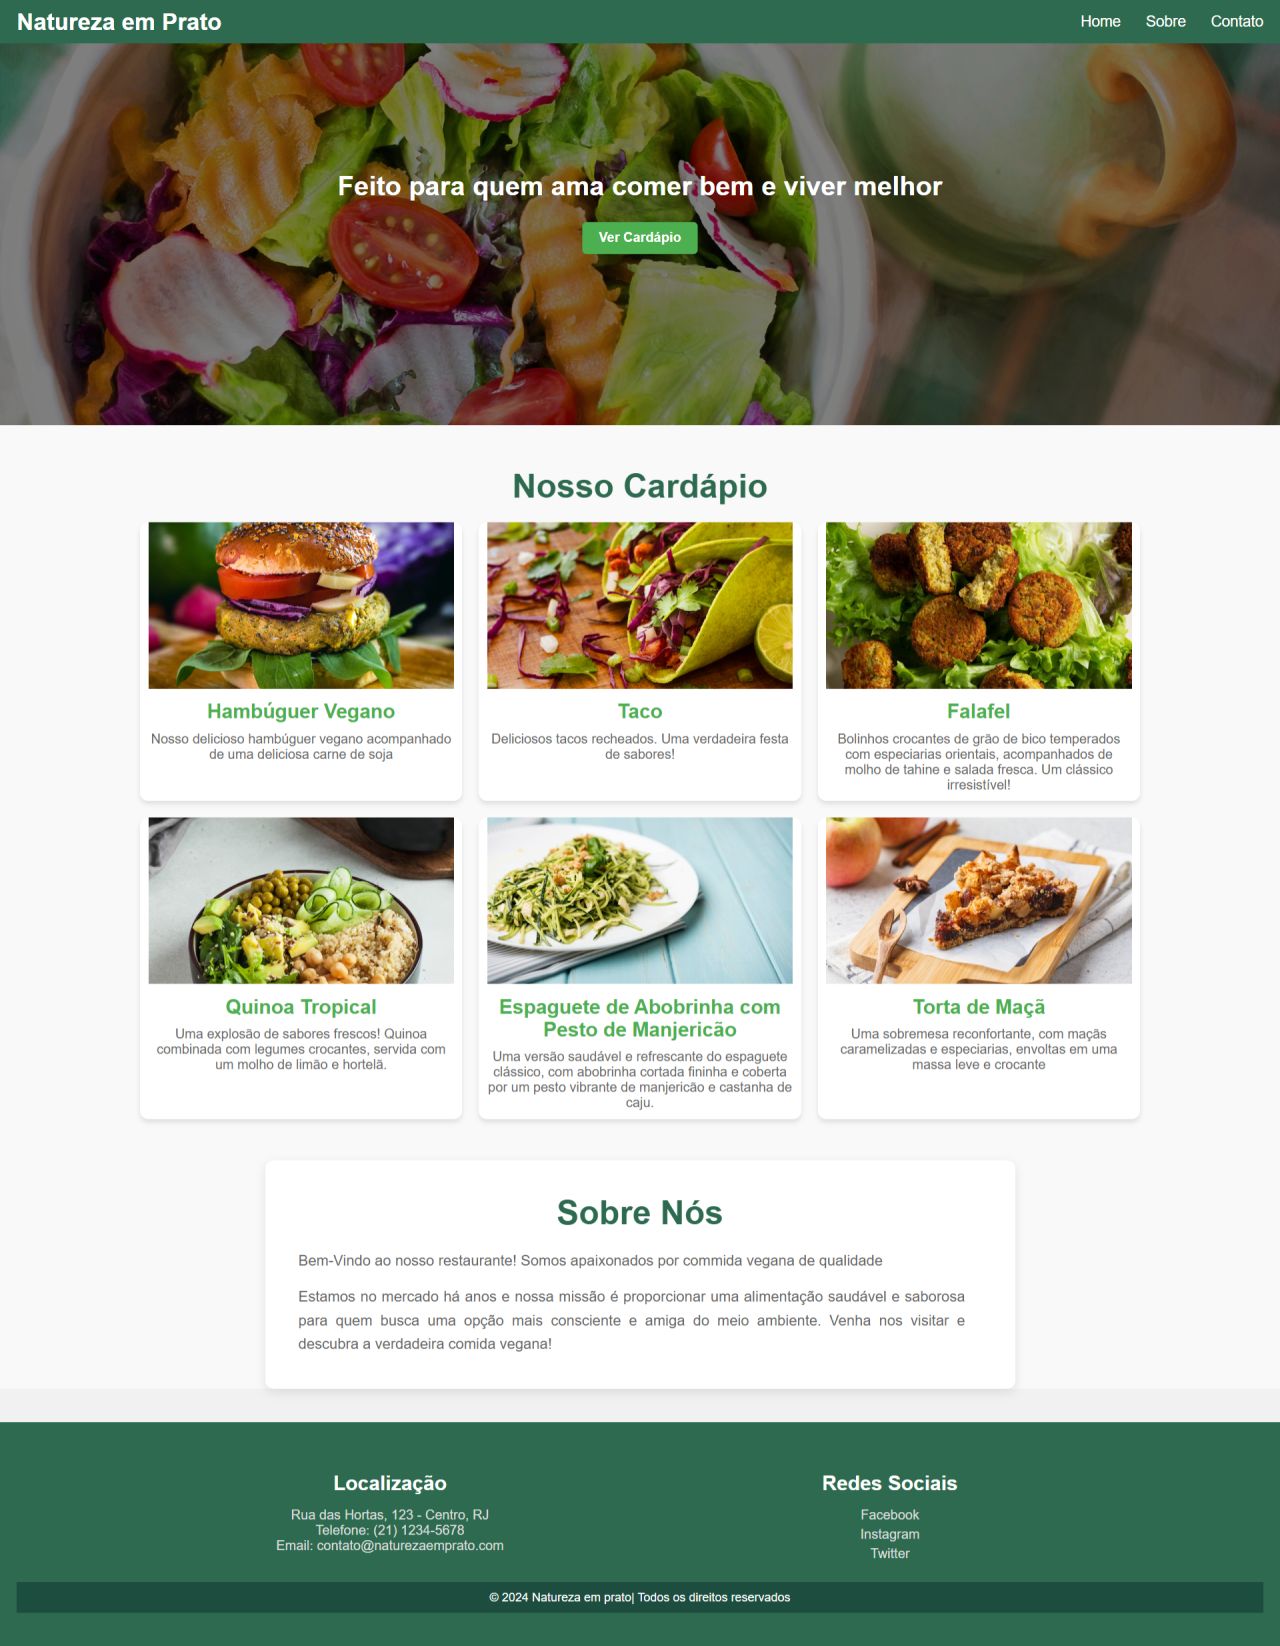 Natureza em Prato
Home Sobre Contato
Feito para quem ama comer bem e viver melhor
Ver Cardápio
Nosso Cardápio
Hambúguer Vegano
Nosso delicioso hambúguer vegano acompanhado
de uma deliciosa carne de soja
Taco
Deliciosos tacos recheados. Uma verdadeira festa
de sabores!
Falafel
Bolinhos crocantes de grão de bico temperados
com especiarias orientais, acompanhados de
molho de tahine e salada fresca. Um clássico
irresistível!
Quinoa Tropical
Uma explosão de sabores frescos! Quinoa
combinada com legumes crocantes, servida com
um molho de limão e hortelã.
Espaguete de Abobrinha com
Pesto de Manjericão
Uma versão saudável e refrescante do espaguete
clássico, com abobrinha cortada fininha e coberta
por um pesto vibrante de manjericão e castanha de
caju.
Torta de Maçã
Uma sobremesa reconfortante, com maçãs
caramelizadas e especiarias, envoltas em uma
massa leve e crocante
Sobre Nós
Bem-Vindo ao nosso restaurante! Somos apaixonados por commida vegana de qualidade
Estamos no mercado há anos e nossa missão é proporcionar uma alimentação saudável e saborosa
para quem busca uma opção mais consciente e amiga do meio ambiente. Venha nos visitar e
descubra a verdadeira comida vegana!
Localização
Rua das Hortas, 123 - Centro, RJ
Telefone: (21) 1234-5678
Email: contato@naturezaemprato.com
Redes Sociais
Facebook
Instagram
Twitter
© 2024 Natureza em prato| Todos os direitos reservados